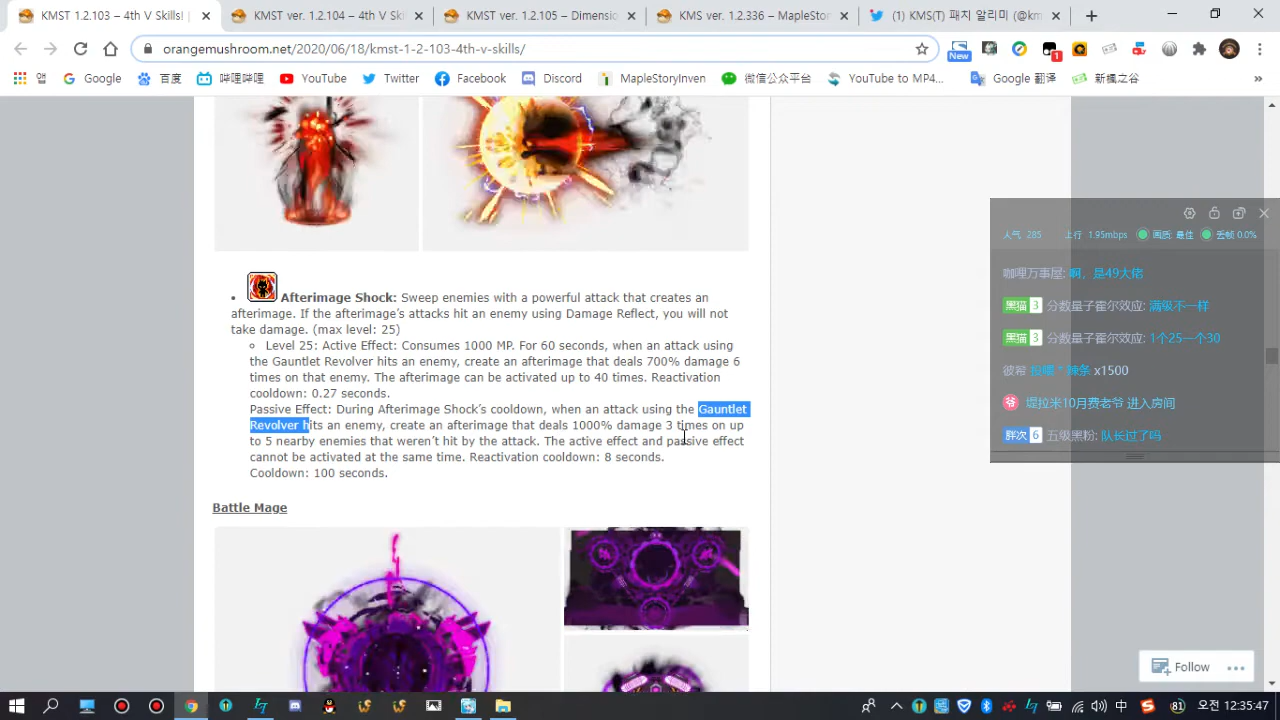 KMST 1.2.103 – 4th V Skills! |
KMST ver. 1.2.104 – 4th V Ski
KMST ver. 1.2.105 – Dimensio
KMS ver. 1.2.336 – MapleStor
(1) KMS(T) 패치 알리미 (@km
orangemushroom.net/2020/06/18/kmst-1-2-103-4th-v-skills/
New
1
앱
Google
百度
哔哩哔哩
YouTube
Twitter
Facebook
Discord
MapleStoryInven
微信公众平台
YouTube to MP4...
Google 翻译
新楓之谷
»
• Afterimage Shock: Sweep enemies with a powerful attack that creates an
afterimage. If the afterimage's attacks hit an enemy using Damage Reflect, you will not
take damage. (max level: 25)
Level 25: Active Effect: Consumes 1000 MP. For 60 seconds, when an attack using
the Gauntlet Revolver hits an enemy, create an afterimage that deals 700% damage 6
times on that enemy. The afterimage can be activated up to 40 times. Reactivation
cooldown: 0.27 seconds.
Passive Effect: During Afterimage Shock's cooldown, when an attack using the Gauntlet
Revolver hits an enemy, create an afterimage that deals 1000% damage 3 times on up
to 5 nearby enemies that weren't hit by the attack. The active effect and passive effect
cannot be activated at the same time. Reactivation cooldown: 8 seconds.
Cooldown: 100 seconds.
Battle Mage
人气 285 上行 1.95mbps 画质: 最佳 丢帧 0.0%
咖哩万事屋: 啊，是49大佬
黑猫 3 分数量子霍尔效应: 满级不一样
黑猫 3 分数量子霍尔效应: 1个25一个30
x1500
爷 堤拉米10月费老爷 进入房间
胖次 6 五级黑粉: 队长过了吗
Follow ...
中
오전 12:35:47